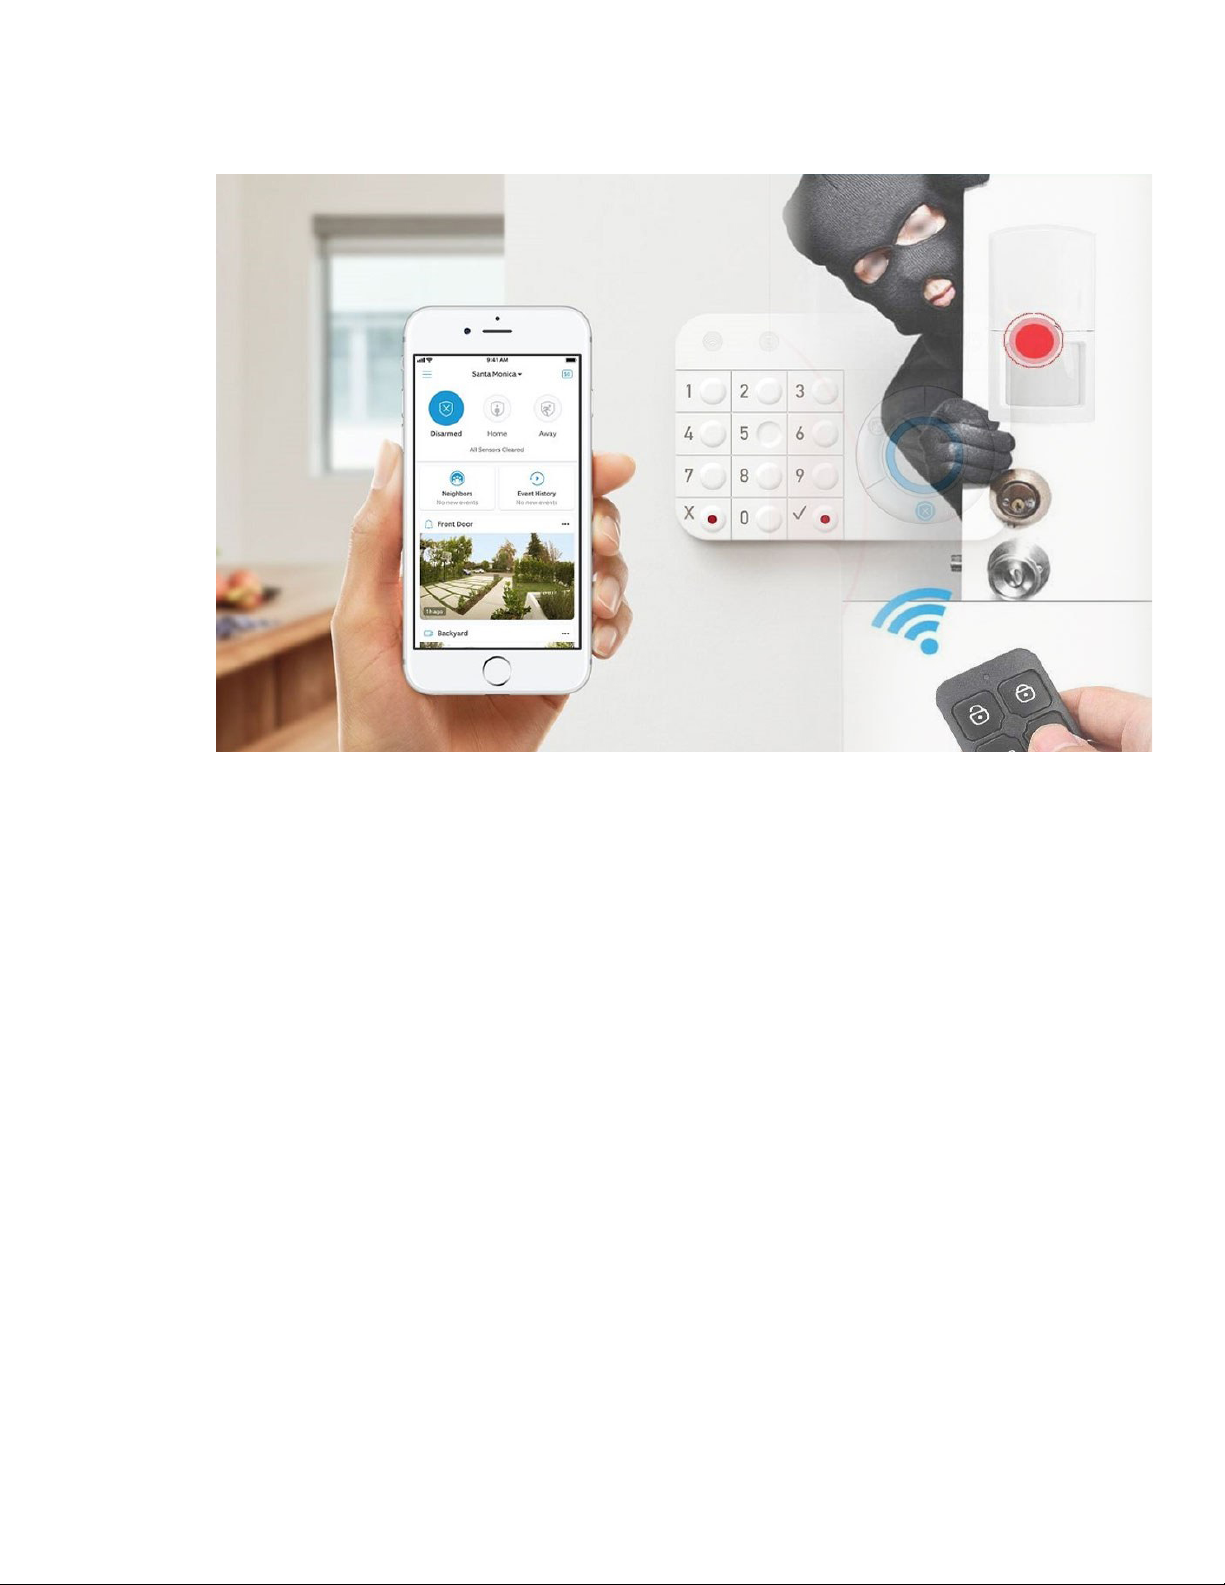 9:41 AM
Santa Monica
Disarmed
Home
Away
All Sensors Cleared
Neighbors
No new events
Event History
No new events
Front Door
1h ago
Backyard
1 2 3
4 5 6
7 8 9
X 0 ✓